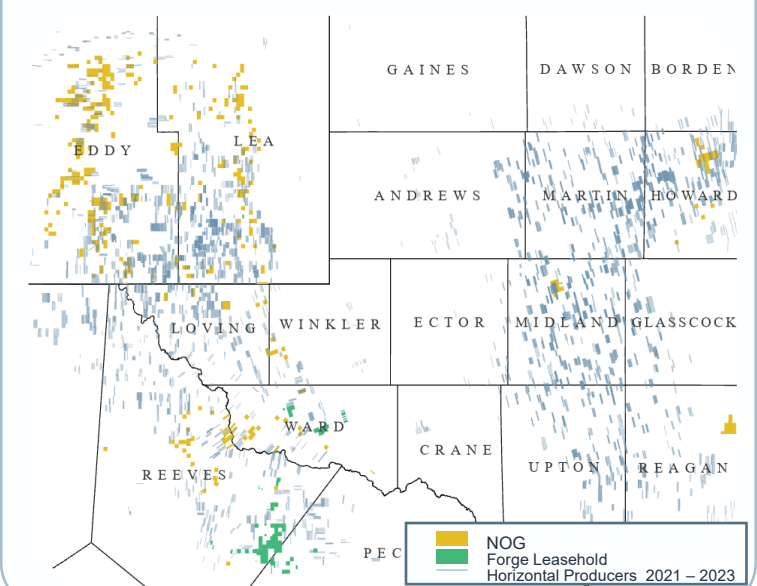 GAINES
DAWSON
BORDEN
EDDY
LEA
ANDREWS
MARTIN
HOWARD
LOVING
WINKLER
ECTOR
MIDLAND
GLASSCOCK
WARD
CRANE
REEVES
UPTON
REAGAN
PEC
NOG
Forge Leasehold
Horizontal Producers 2021 – 2023